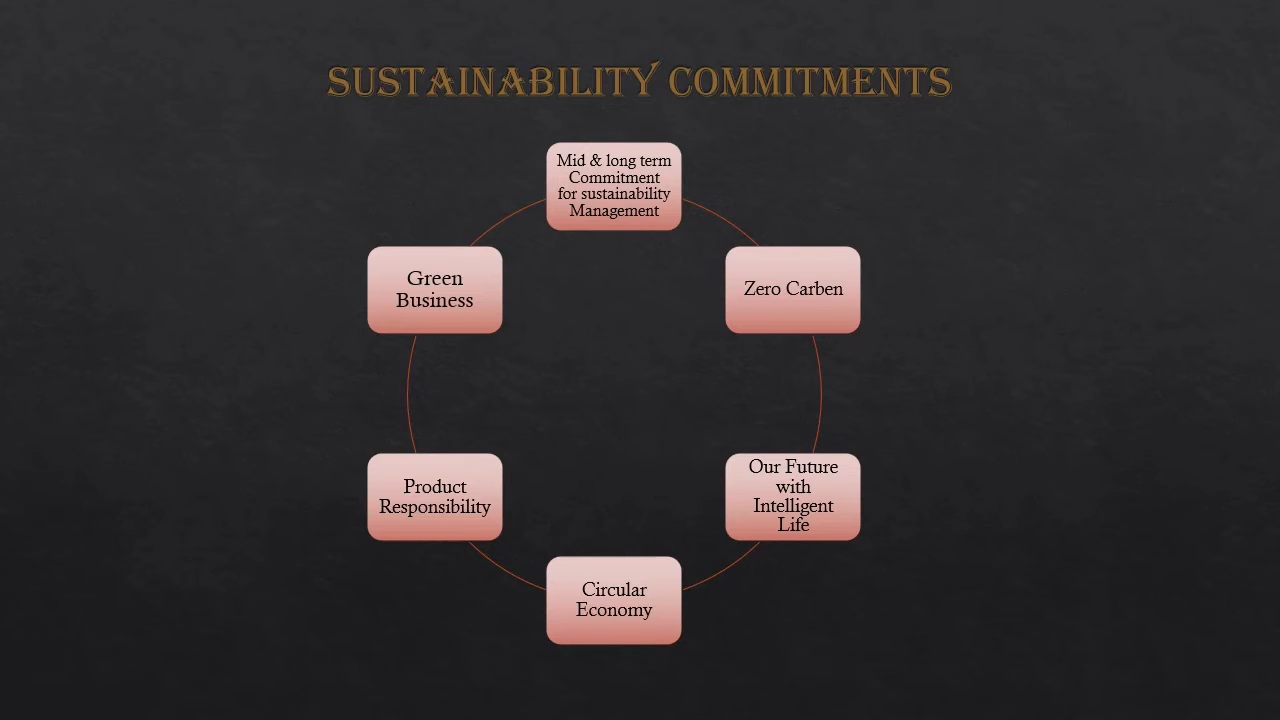 SUSTAINABILITY COMMITMENTS
Mid & long term
Commitment
for sustainability
Management
Zero Carben
Our Future
with
Intelligent
Life
Circular
Economy
Product
Responsibility
Green
Business